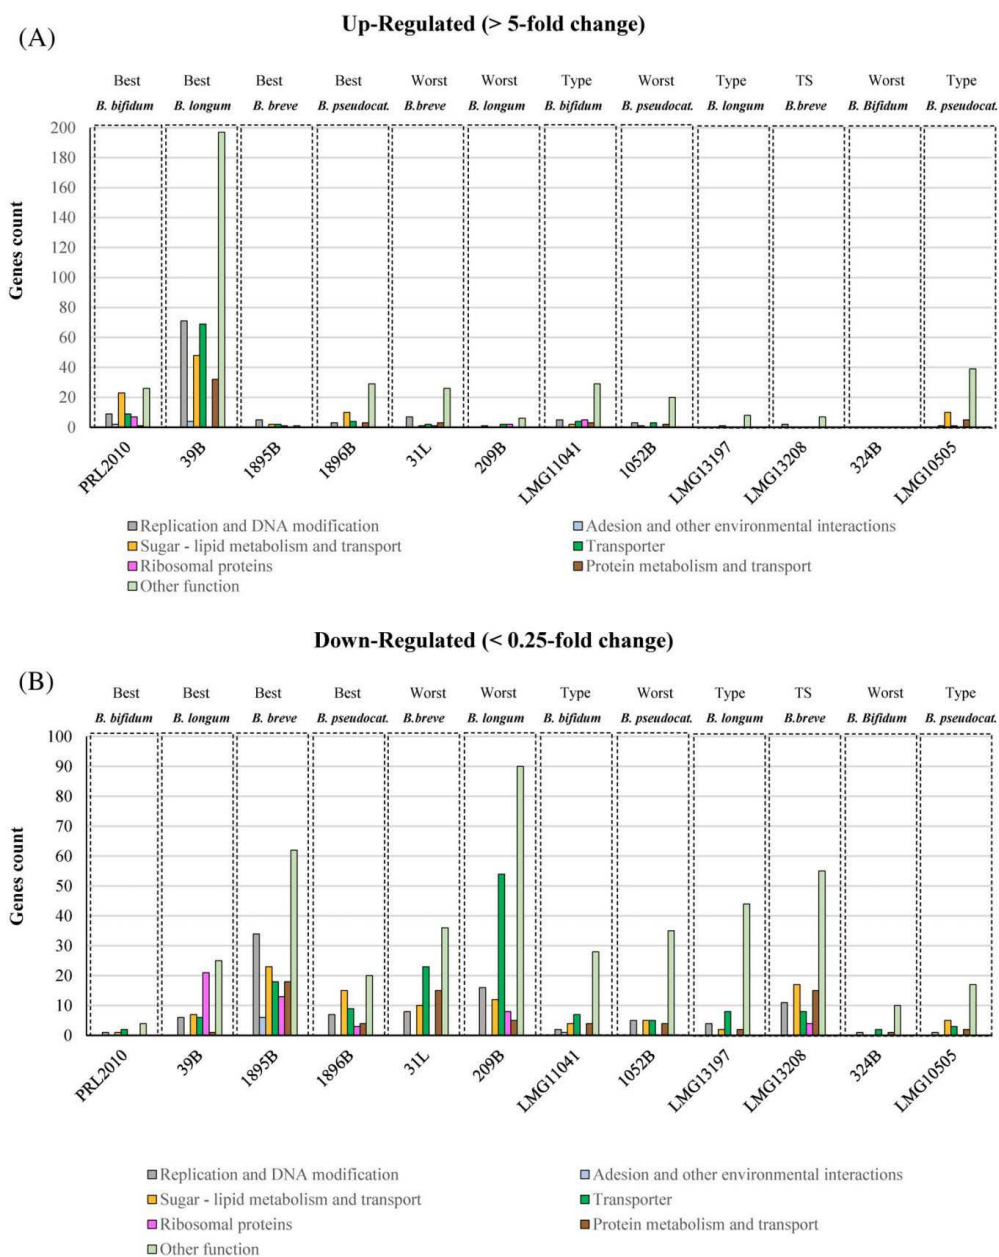 Up-Regulated (> 5-fold change)
(A)
Best Best Best Best Worst Worst Type Worst Type TS Worst Type
B. bifidum B. longum B. breve B. pseudocat. B.breve B. longum B. bifidum B. pseudocat. B. longum B.breve B. Bifidum B. pseudocat.
200
180
160
140
120
100
80
60
40
20
0
Genes count
PRL2010 39B 1895B 1896B 31L 209B LMG11041 1052B LMG13197 LMG13208 324B LMG10505
Replication and DNA modification Adesion and other environmental interactions
Sugar - lipid metabolism and transport Transporter
Ribosomal proteins Protein metabolism and transport
Other function
Down-Regulated (< 0.25-fold change)
(B)
Best Best Best Best Worst Worst Type Worst Type TS Worst Type
B. bifidum B. longum B. breve B. pseudocat. B.breve B. longum B. bifidum B. pseudocat. B. longum B.breve B. Bifidum B. pseudocat.
100
90
80
70
60
50
40
30
20
10
0
Genes count
PRL2010 39B 1895B 1896B 31L 209B LMG11041 1052B LMG13197 LMG13208 324B LMG10505
Replication and DNA modification Adesion and other environmental interactions
Sugar - lipid metabolism and transport Transporter
Ribosomal proteins Protein metabolism and transport
Other function